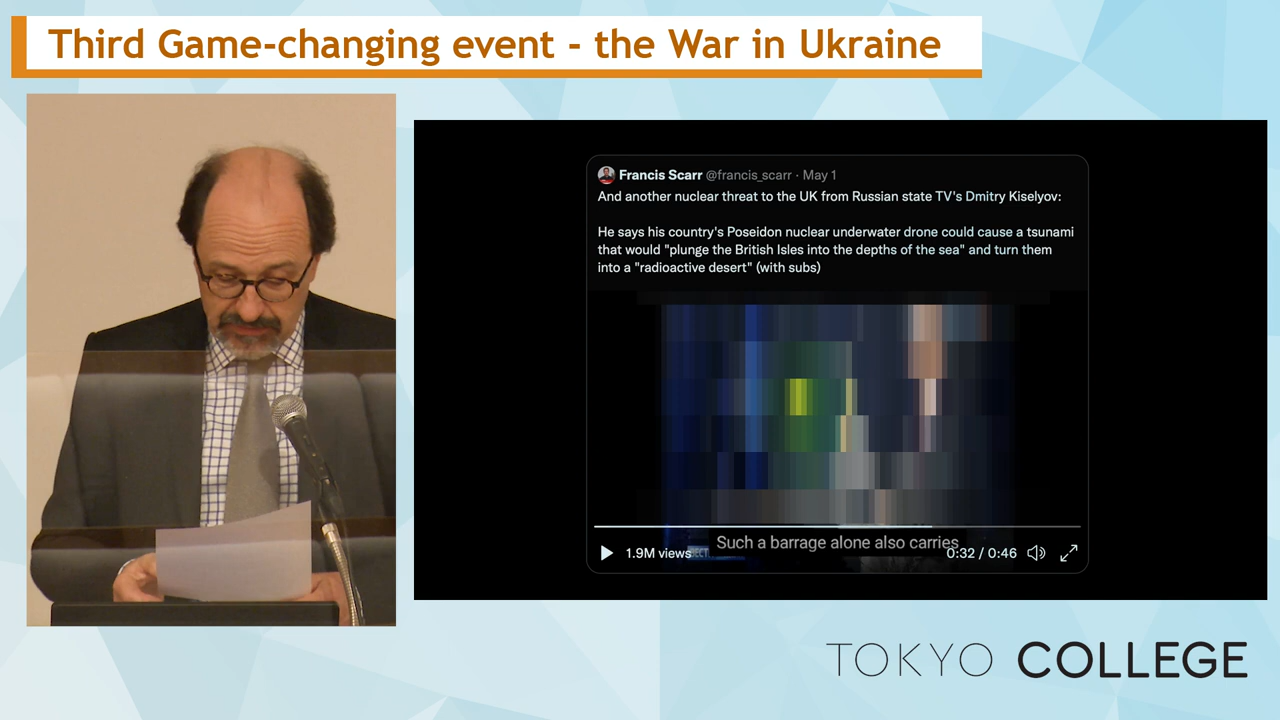 Third Game-changing event - the War in Ukraine
Francis Scarr @francis_scarr · May 1
And another nuclear threat to the UK from Russian state TV's Dmitry Kiselyov:
He says his country's Poseidon nuclear underwater drone could cause a tsunami
that would "plunge the British Isles into the depths of the sea" and turn them
into a "radioactive desert" (with subs)
Such a barrage alone also carries
1.9M views
0:32 / 0:46
TOKYO COLLEGE